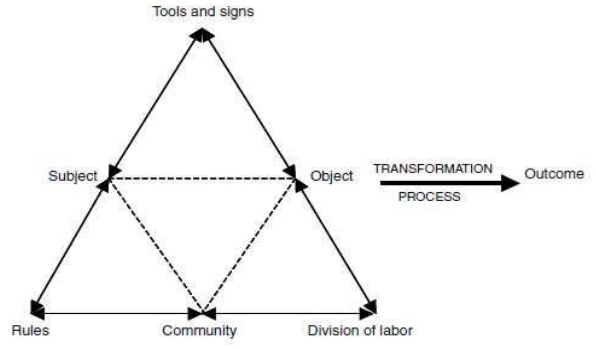 Tools and signs
Subject
Object
TRANSFORMATION
PROCESS
Outcome
Rules
Community
Division of labor